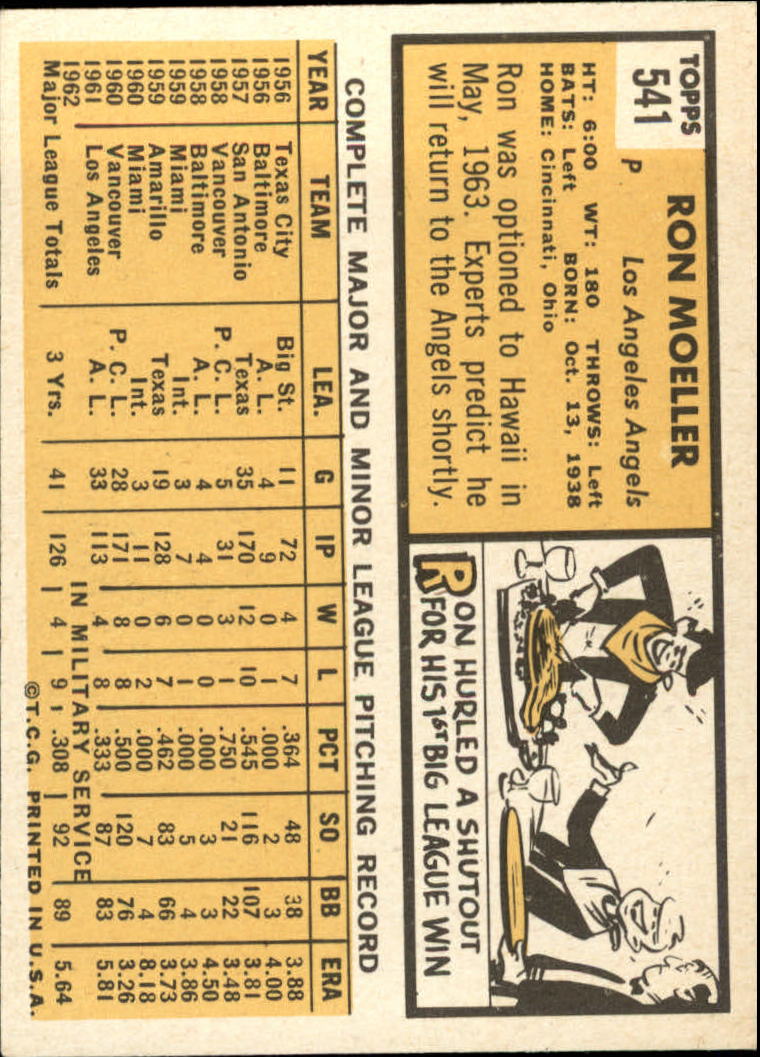 TOPPS
541
RON MOELLER
P Los Angeles Angels
HT: 6:00 WT: 180 THROWS: Left
BATS: Left BORN: Oct. 13, 1938
HOME: Cincinnati, Ohio
Ron was optioned to Hawaii in
May, 1963. Experts predict he
will return to the Angels shortly.
RON HURLED A SHUTOUT
FOR HIS 1ST BIG LEAGUE WIN
COMPLETE MAJOR AND MINOR LEAGUE PITCHING RECORD
YEAR TEAM LEA. G IP W L PCT SO BB ERA
1956 Texas City Big St. 11 72 4 7 .364 48 38 3.88
1956 Baltimore A. L. 4 9 0 1 .000 2 3 4.00
1957 San Antonio Texas 35 170 12 10 .545 116 107 3.81
1958 Vancouver P. C. L. 5 31 3 1 .750 21 22 3.48
1958 Baltimore A. L. 4 4 0 0 .000 3 3 4.50
1959 Miami Int. 3 7 0 1 .000 5 4 3.86
1959 Amarillo Texas 19 128 6 7 .462 83 66 3.73
1960 Miami Int. 3 11 0 2 .000 7 4 8.18
1960 Vancouver P. C. L. 28 171 8 8 .500 120 76 3.26
1961 Los Angeles A. L. 33 113 4 8 .333 87 83 5.81
1962 IN MILITARY SERVICE
Major League Totals 3 Yrs. 41 126 4 9 .308 92 89 5.64
©T.C.G. PRINTED IN U.S.A.